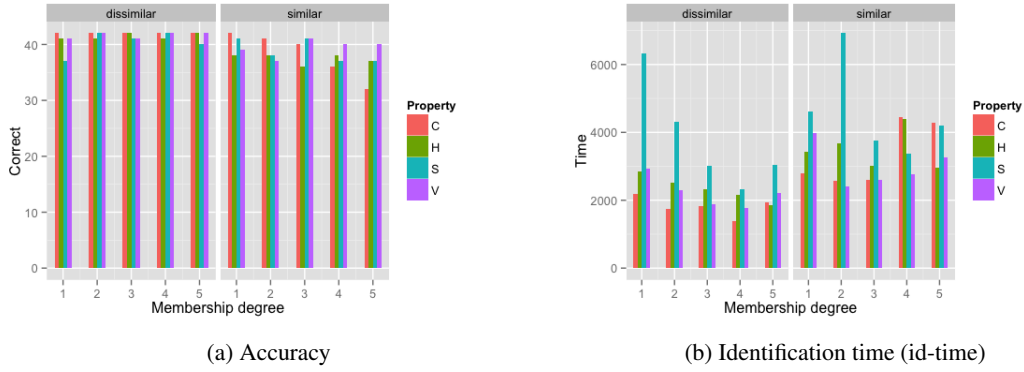 dissimilar similar
Correct
40
30
20
10
0
1 2 3 4 5 1 2 3 4 5
Membership degree
Property
C
H
S
V
(a) Accuracy
dissimilar similar
Time
6000
4000
2000
0
1 2 3 4 5 1 2 3 4 5
Membership degree
Property
C
H
S
V
(b) Identification time (id-time)